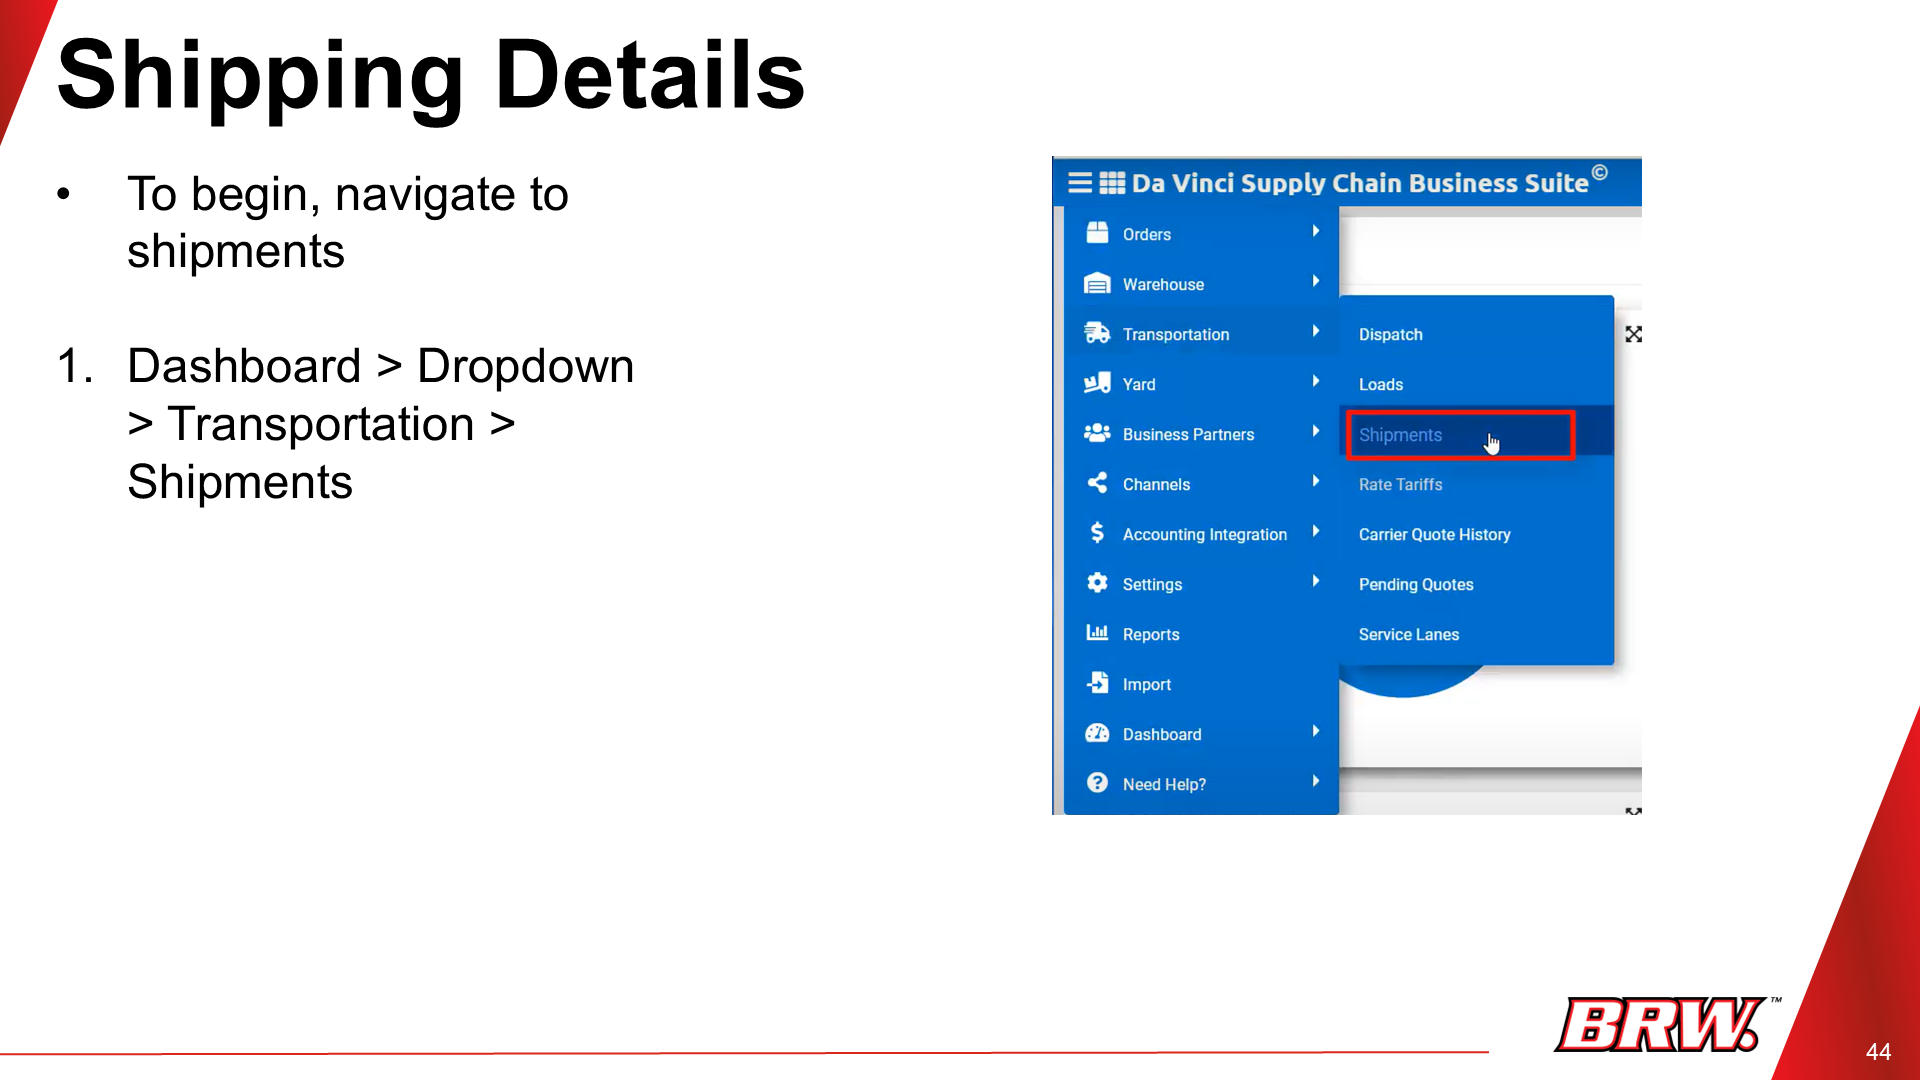 Shipping Details
• To begin, navigate to
shipments
1. Dashboard > Dropdown
> Transportation >
Shipments
Da Vinci Supply Chain Business Suite©
Orders
Warehouse
Transportation
Yard
Business Partners
Channels
Accounting Integration
Settings
Reports
Import
Dashboard
Need Help?
Dispatch
Loads
Shipments
Rate Tariffs
Carrier Quote History
Pending Quotes
Service Lanes
BRW.™
44